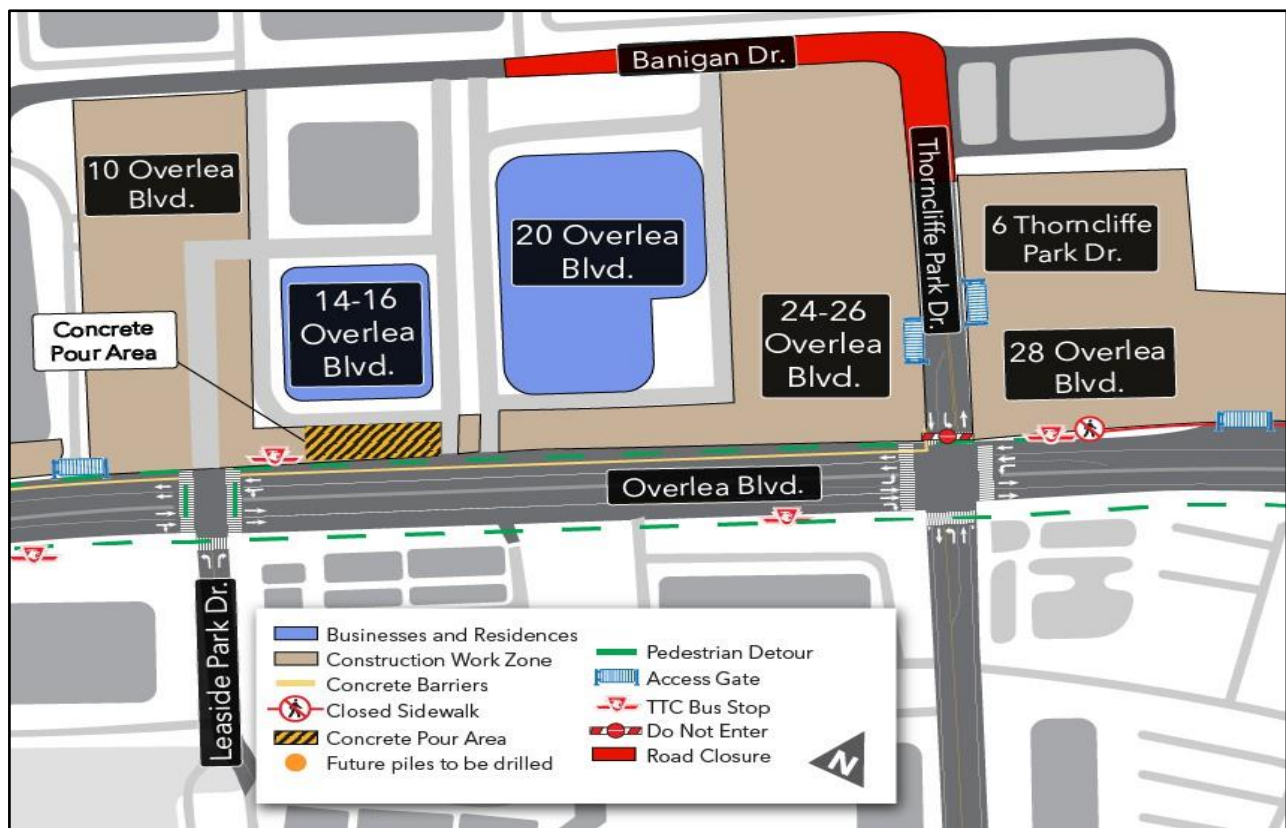 Banigan Dr.
10 Overlea
Blvd.
Thorncliffe Park Dr.
20 Overlea
Blvd.
6 Thorncliffe
Park Dr.
14-16
Overlea
Blvd.
24-26
Overlea
Blvd.
Concrete
Pour Area
28 Overlea
Blvd.
Overlea Blvd.
Leaside Park Dr.
Businesses and Residences
Construction Work Zone
Concrete Barriers
Closed Sidewalk
Concrete Pour Area
Future piles to be drilled
Pedestrian Detour
Access Gate
TTC Bus Stop
Do Not Enter
Road Closure
N